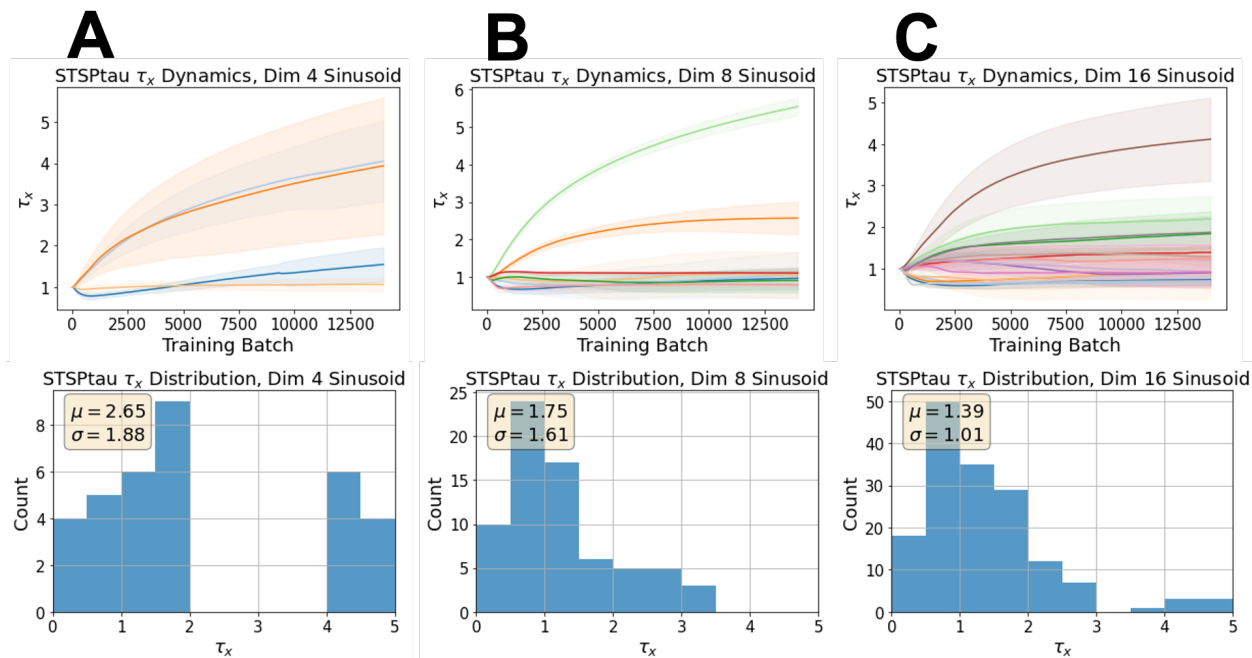 A
B
C
STSPtau τx Dynamics, Dim 4 Sinusoid
τx
5
4
3
2
1
0 2500 5000 7500 10000 12500
Training Batch
STSPtau τx Dynamics, Dim 8 Sinusoid
τx
6
5
4
3
2
1
0 2500 5000 7500 10000 12500
Training Batch
STSPtau τx Dynamics, Dim 16 Sinusoid
τx
5
4
3
2
1
0 2500 5000 7500 10000 12500
Training Batch
STSPtau τx Distribution, Dim 4 Sinusoid
μ = 2.65
σ = 1.88
Count
8
6
4
2
0
0 1 2 3 4 5
τx
STSPtau τx Distribution, Dim 8 Sinusoid
μ = 1.75
σ = 1.61
Count
25
20
15
10
5
0
0 1 2 3 4 5
τx
STSPtau τx Distribution, Dim 16 Sinusoid
μ = 1.39
σ = 1.01
Count
50
40
30
20
10
0
0 1 2 3 4 5
τx